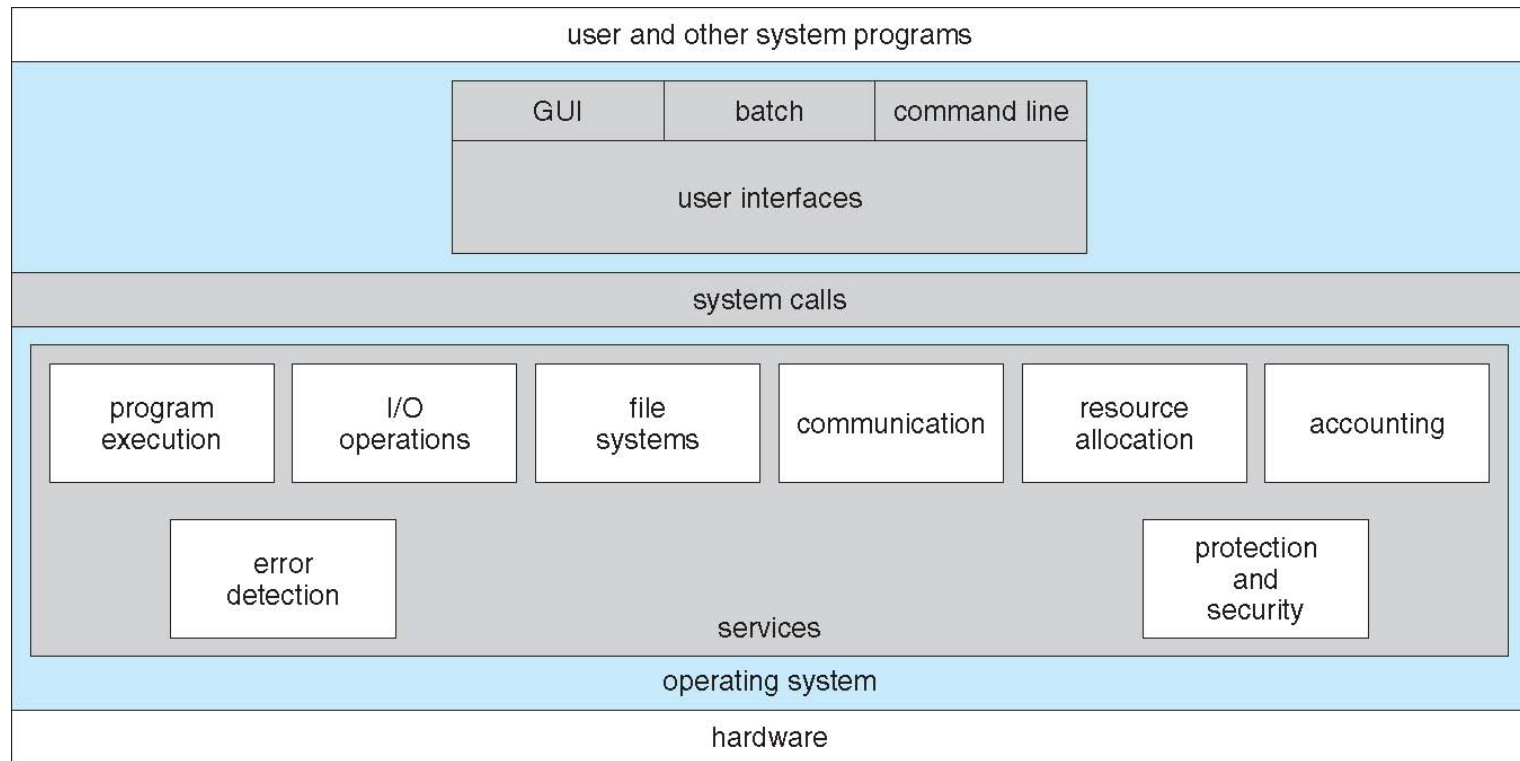 user and other system programs
GUI
batch
command line
user interfaces
system calls
program
execution
I/O
operations
file
systems
communication
resource
allocation
accounting
error
detection
protection
and
security
services
operating system
hardware